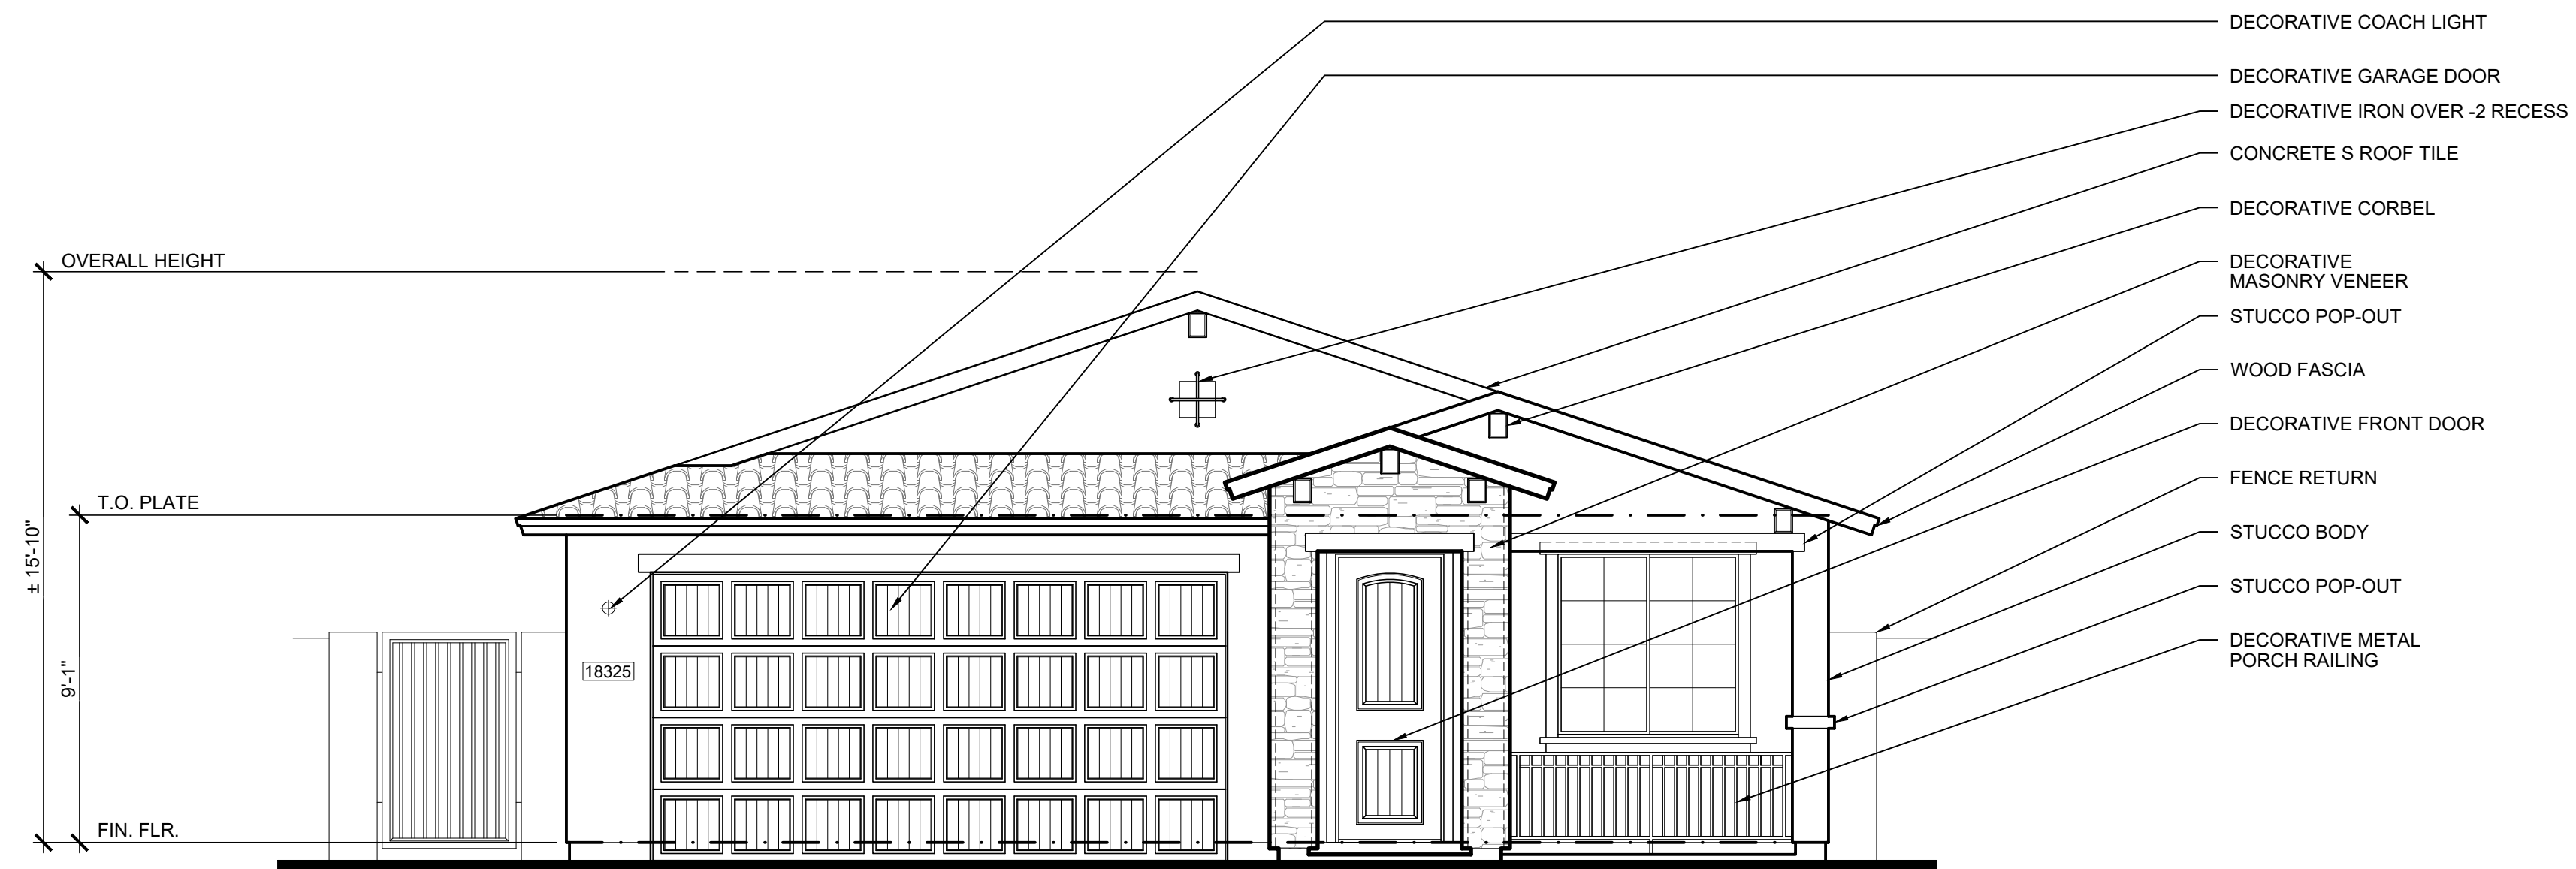 DECORATIVE COACH LIGHT
DECORATIVE GARAGE DOOR
DECORATIVE IRON OVER -2 RECESS
CONCRETE S ROOF TILE
DECORATIVE CORBEL
OVERALL HEIGHT
DECORATIVE
MASONRY VENEER
STUCCO POP-OUT
WOOD FASCIA
DECORATIVE FRONT DOOR
FENCE RETURN
T.O. PLATE
STUCCO BODY
± 15'-10"
STUCCO POP-OUT
DECORATIVE METAL
PORCH RAILING
9'-1"
18325
FIN. FLR.